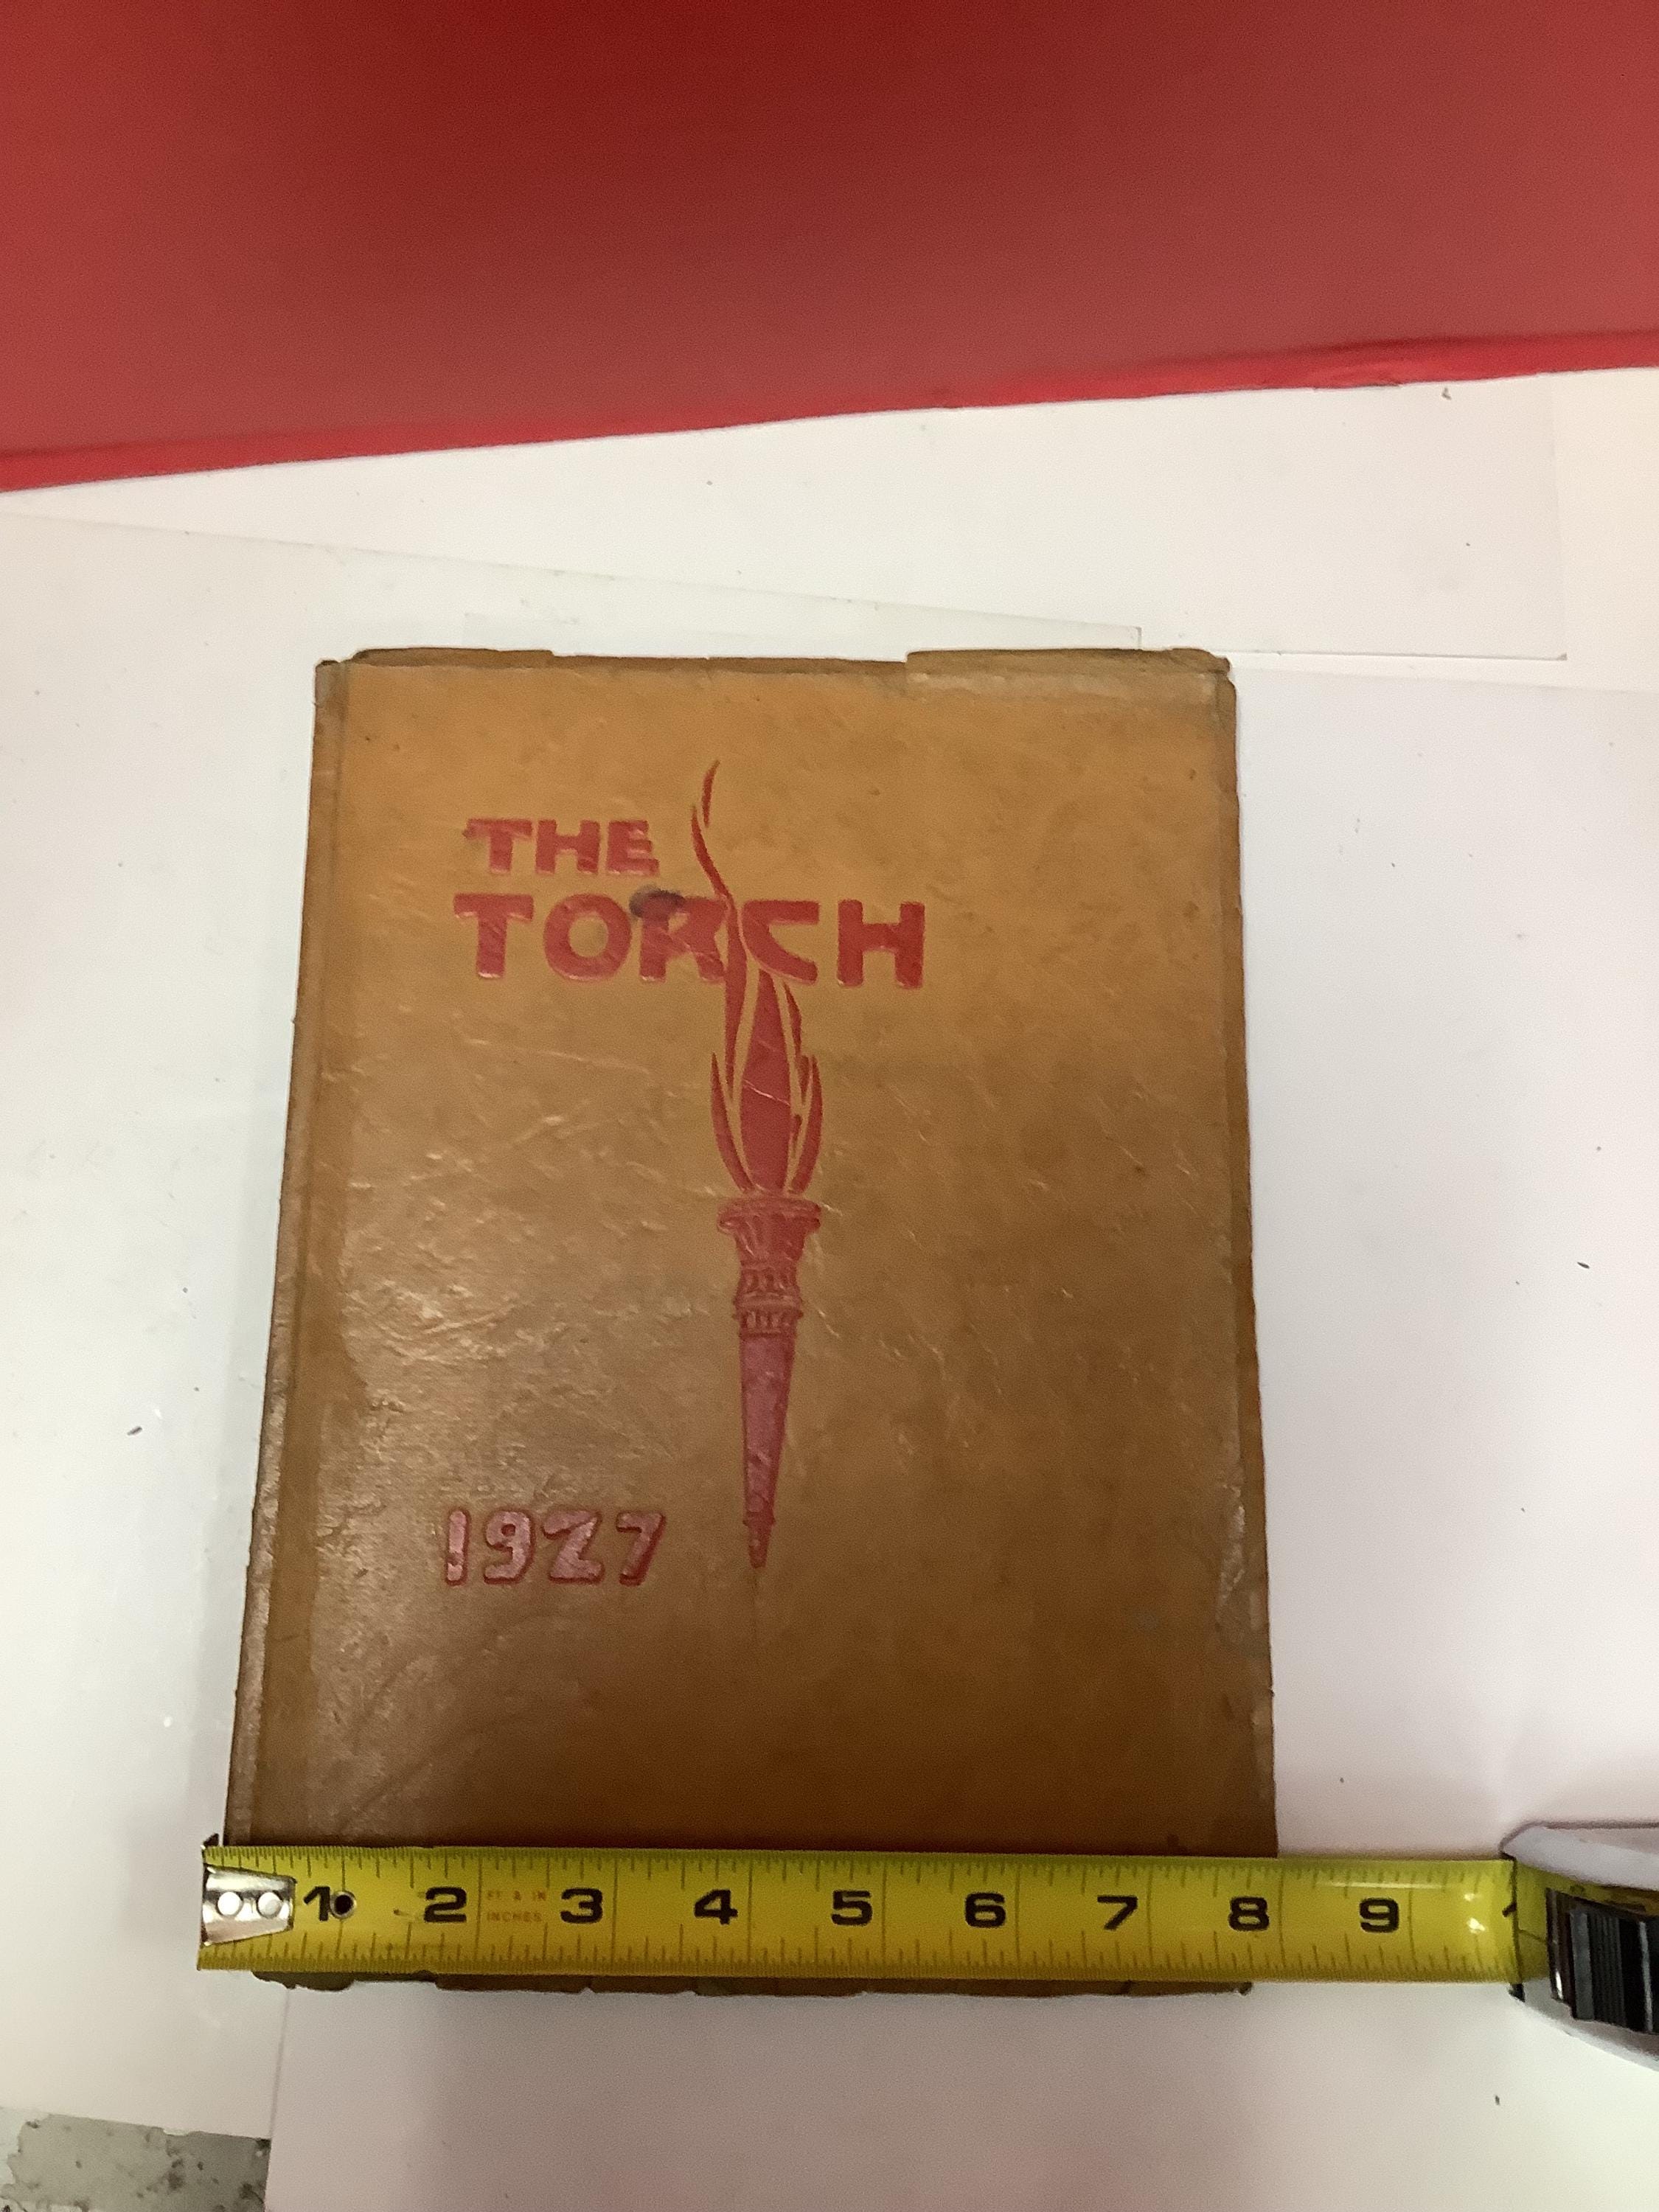 THE
TORCH
1927
1 2 FT & IN 3 4 5 6 7 8 9
INCHES